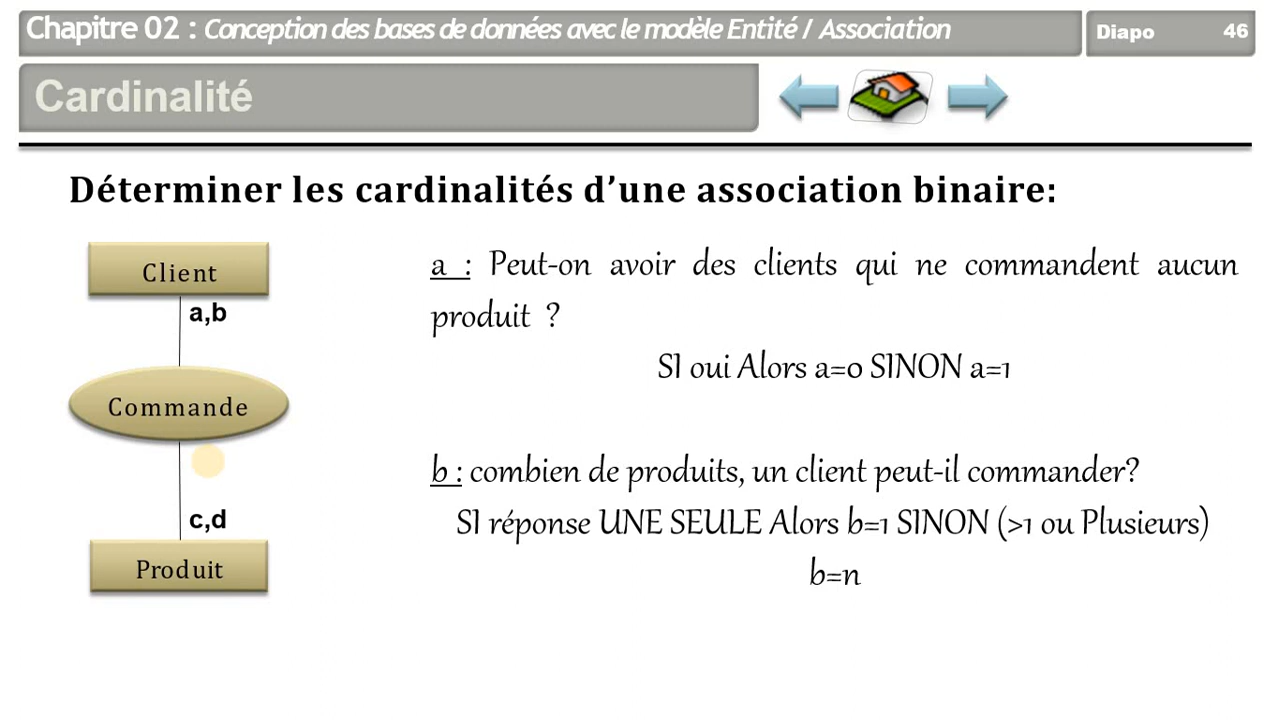 Chapitre 02 : Conception des bases de données avec le modèle Entité / Association
Diapo 46
Cardinalité
Déterminer les cardinalités d’une association binaire:
Client
a,b
Commande
c,d
Produit
a : Peut-on avoir des clients qui ne commandent aucun
produit ?
SI oui Alors a=0 SINON a=1
b : combien de produits, un client peut-il commander?
SI réponse UNE SEULE Alors b=1 SINON (>1 ou Plusieurs)
b=n